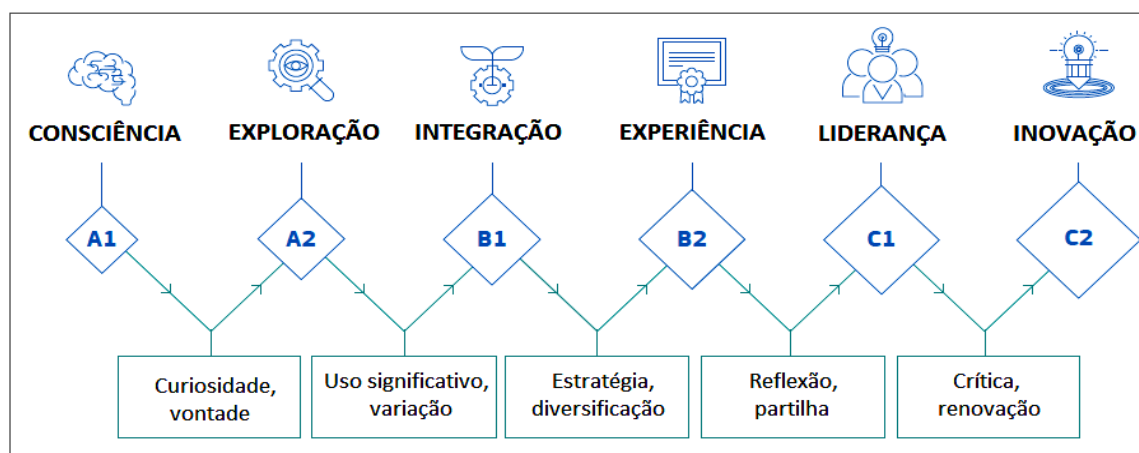 CONSCIÊNCIA
EXPLORAÇÃO
INTEGRAÇÃO
EXPERIÊNCIA
LIDERANÇA
INOVAÇÃO
A1
A2
B1
B2
C1
C2
Curiosidade,
vontade
Uso significativo,
variação
Estratégia,
diversificação
Reflexão,
partilha
Crítica,
renovação